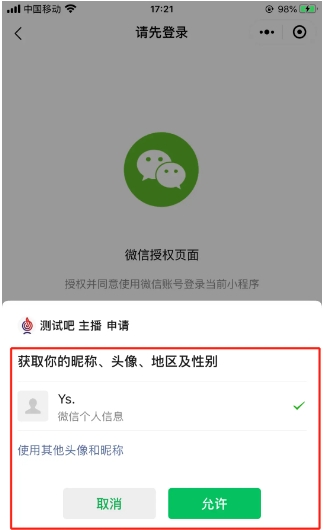 中国移动
17:21
98%
请先登录
微信授权页面
授权并同意使用微信账号登录当前小程序
测试吧 主播 申请
获取你的昵称、头像、地区及性别
Ys.
微信个人信息
使用其他头像和昵称
取消
允许